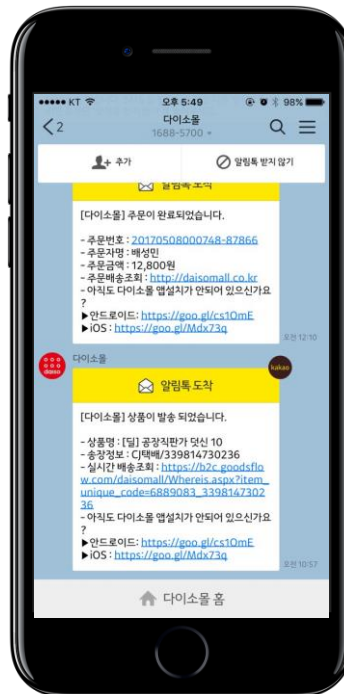 KT 오후 5:49 98%
2 다이소몰
1688-5700
추가 알림톡 받지 않기
알림톡 도착
[다이소몰] 주문이 완료되었습니다.
- 주문번호 : 20170508000748-87866
- 주문자명 : 배성민
- 주문금액 : 12,800원
- 주문배송조회 : http://daisomall.co.kr
- 아직도 다이소몰 앱설치가 안되어 있으신가요
?
▶안드로이드: https://goo.gl/cs1OmE
▶iOS : https://goo.gl/Mdx73q
오전 12:10
다이소몰
daiso
kakao
알림톡 도착
[다이소몰] 상품이 발송 되었습니다.
- 상품명 : [딜] 공장직판가 덧신 10
- 송장정보 : CJ택배/339814730236
- 실시간 배송조회 : https://b2c.goodsflo
w.com/daisomall/Whereis.aspx?item_
unique_code=6889083_3398147302
36
- 아직도 다이소몰 앱설치가 안되어 있으신가요
?
▶안드로이드: https://goo.gl/cs1OmE
▶iOS : https://goo.gl/Mdx73q
오전 10:57
다이소몰 홈